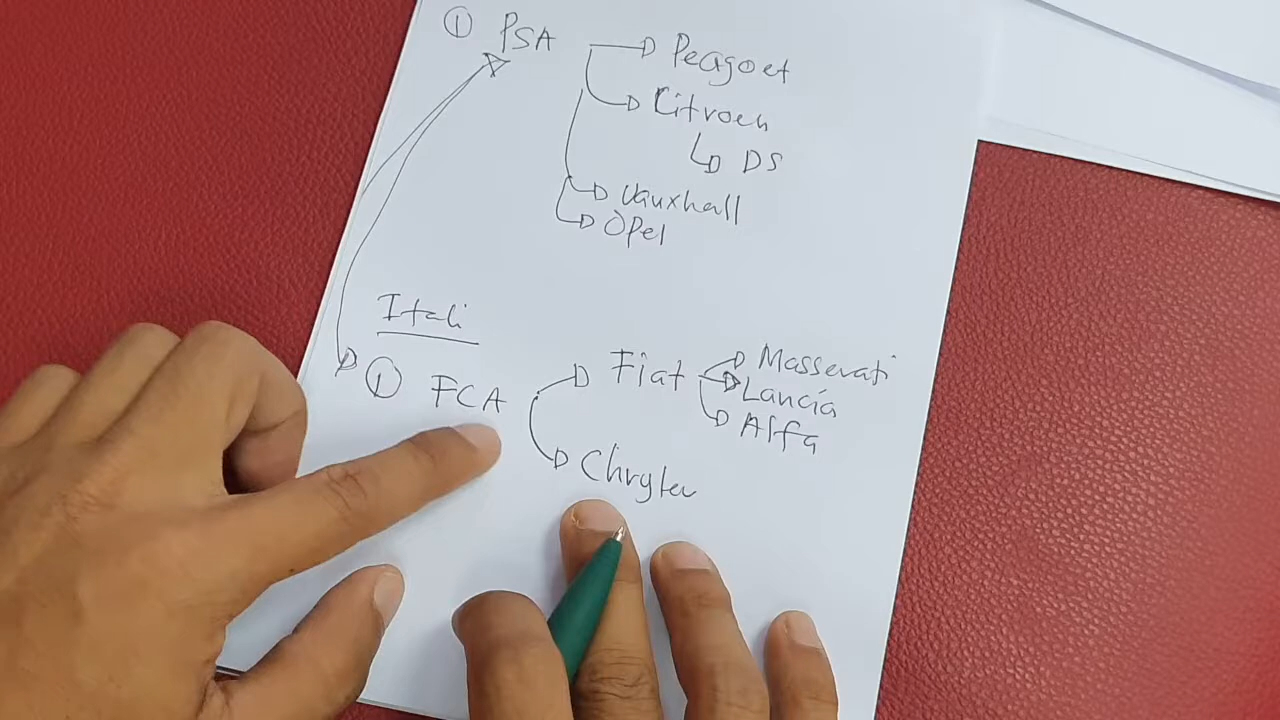 ① PSA → Peagoet
→ Citroen
↳ DS
→ Vauxhall
→ Opel
Itali
① FCA → Fiat → Masserati
→ Lancia
→ Alfa
→ Chrysler